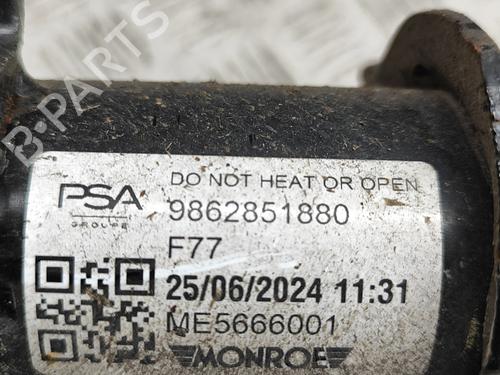 B-PARTS
PSA
GROUPE
DO NOT HEAT OR OPEN
9862851880
F77
25/06/2024 11:31
ME5666001
MONROE